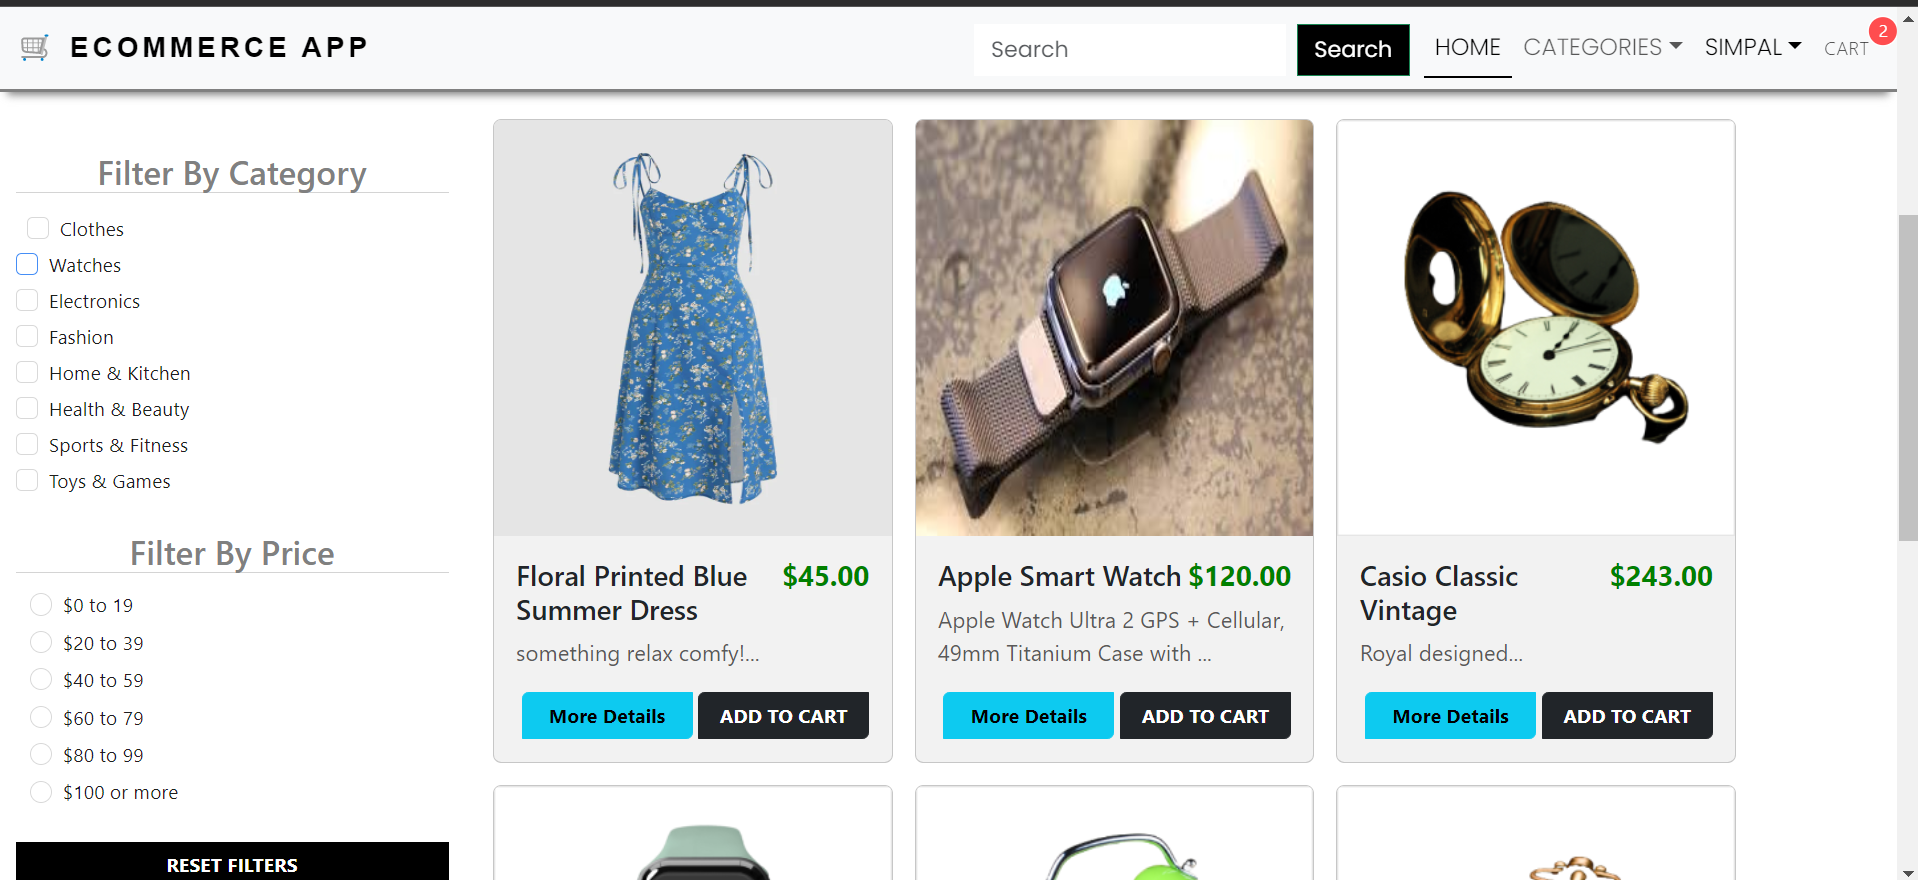 ECOMMERCE APP
Search
Search
HOME
CATEGORIES
SIMPAL
CART
2
Filter By Category
Clothes
Watches
Electronics
Fashion
Home & Kitchen
Health & Beauty
Sports & Fitness
Toys & Games
Filter By Price
$0 to 19
$20 to 39
$40 to 59
$60 to 79
$80 to 99
$100 or more
RESET FILTERS
Floral Printed Blue
Summer Dress
$45.00
something relax comfy!...
More Details
ADD TO CART
Apple Smart Watch
$120.00
Apple Watch Ultra 2 GPS + Cellular,
49mm Titanium Case with ...
More Details
ADD TO CART
Casio Classic
Vintage
$243.00
Royal designed...
More Details
ADD TO CART